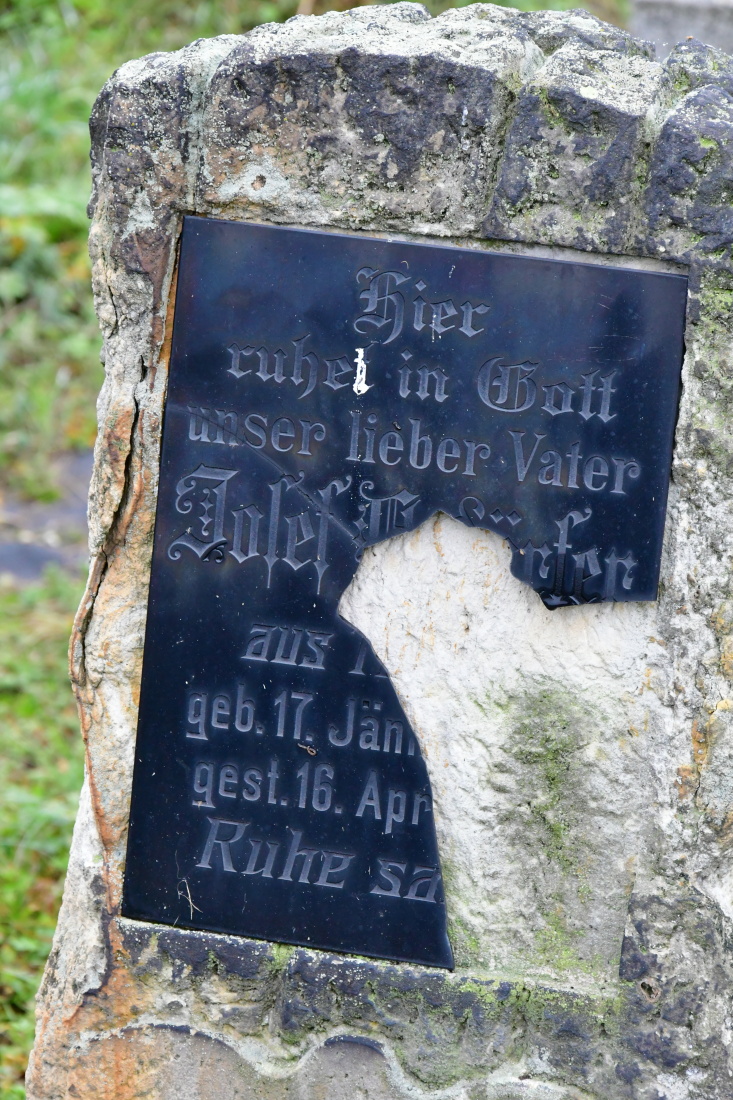 Hier
ruhet in Gott
unser lieber Vater
Josef
aus
geb. 17. Jän
gest. 16. Apr
Ruhe sa